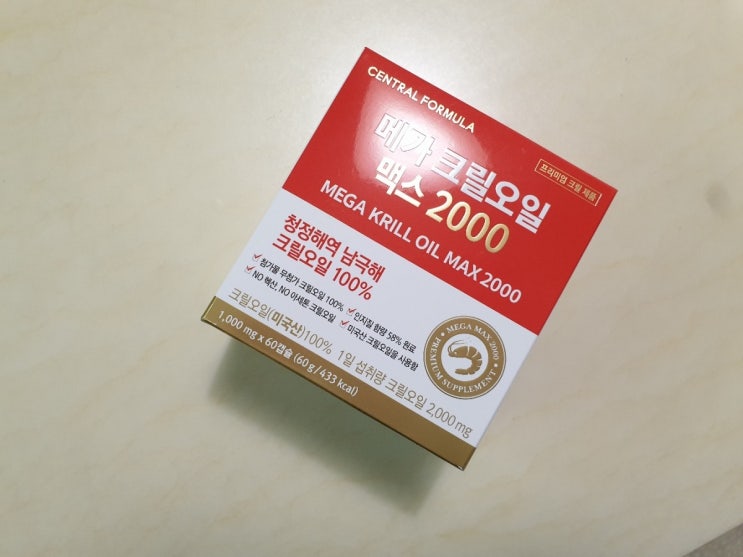 CENTRAL FORMULA
메가 크릴오일
맥스 2000
프리미엄 크릴 제품
MEGA KRILL OIL MAX 2000
청정해역 남극해
크릴오일 100%
✓ 첨가물 무첨가 크릴오일 100% ✓ 인지질 함량 58% 원료
✓ NO 헥산, NO 아세톤 크릴오일 ✓ 미국산 크릴오일을 사용함
크릴오일(미국산)100% 1일 섭취량 크릴오일 2,000 mg
1,000 mg x 60캡슐 (60 g / 433 kcal)
MEGA MAX 2000
PREMIUM SUPPLEMENT